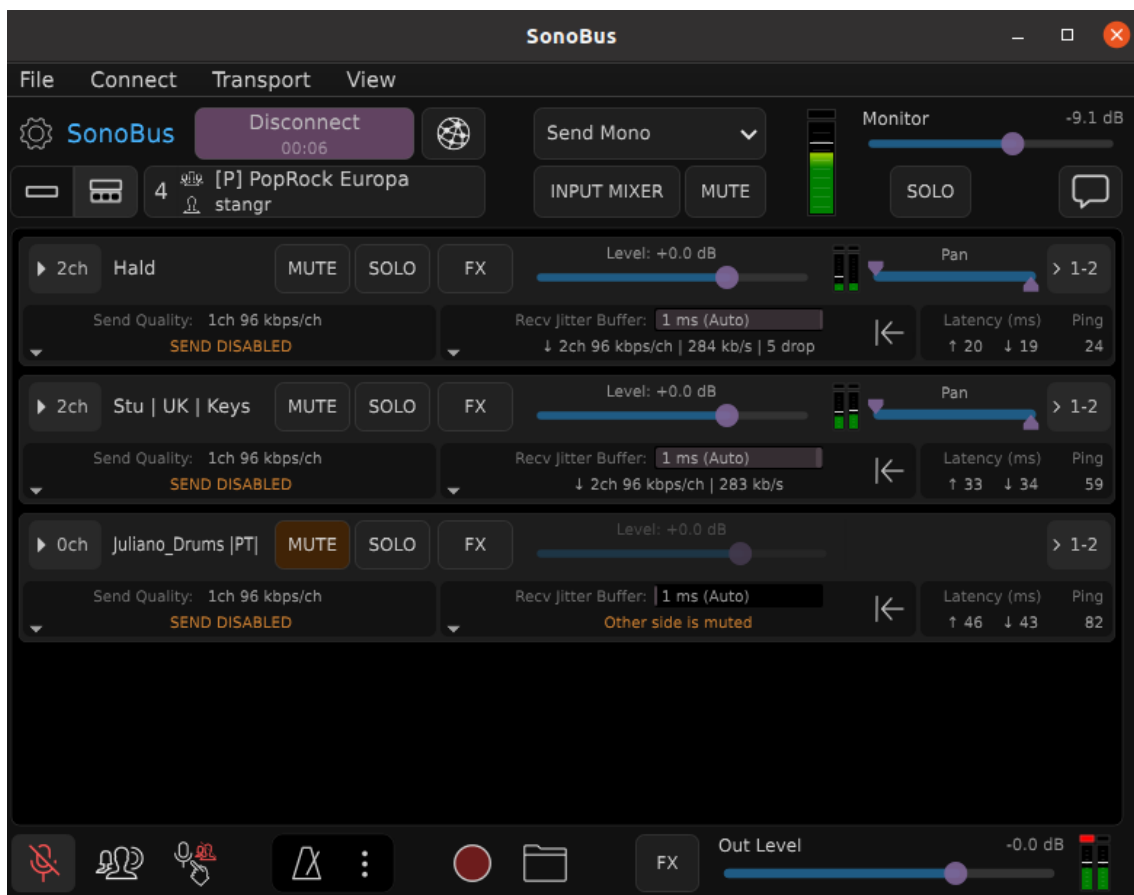 SonoBus
File Connect Transport View
SonoBus
Disconnect
00:06
Send Mono
Monitor
-9.1 dB
4
[P] PopRock Europa
stangr
INPUT MIXER
MUTE
SOLO
2ch Hald MUTE SOLO FX Level: +0.0 dB Pan > 1-2
Send Quality: 1ch 96 kbps/ch Recv Jitter Buffer: 1 ms (Auto) Latency (ms) Ping
SEND DISABLED ↓ 2ch 96 kbps/ch | 284 kb/s | 5 drop ↑ 20 ↓ 19 24
2ch Stu | UK | Keys MUTE SOLO FX Level: +0.0 dB Pan > 1-2
Send Quality: 1ch 96 kbps/ch Recv Jitter Buffer: 1 ms (Auto) Latency (ms) Ping
SEND DISABLED ↓ 2ch 96 kbps/ch | 283 kb/s ↑ 33 ↓ 34 59
0ch Juliano_Drums |PT| MUTE SOLO FX Level: +0.0 dB > 1-2
Send Quality: 1ch 96 kbps/ch Recv Jitter Buffer: 1 ms (Auto) Latency (ms) Ping
SEND DISABLED Other side is muted ↑ 46 ↓ 43 82
FX
Out Level
-0.0 dB